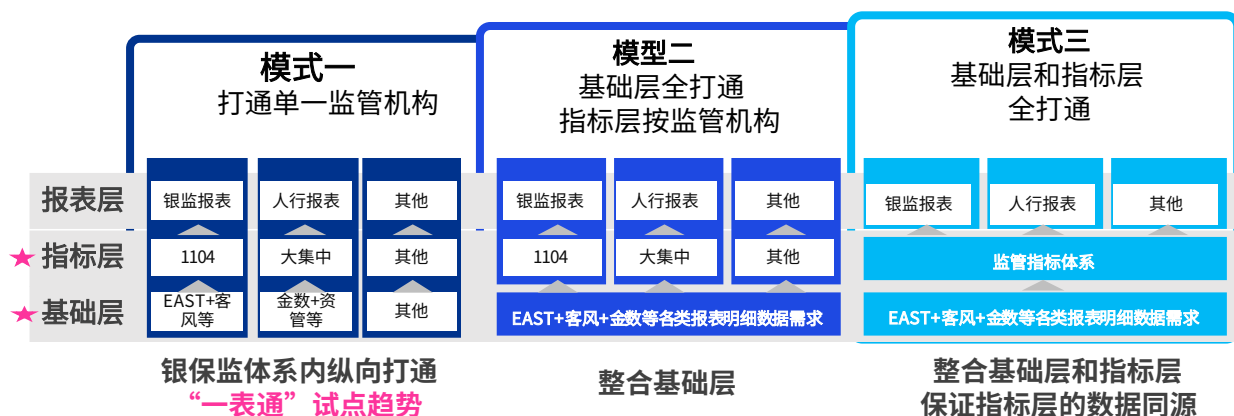 模式一
打通单一监管机构
模型二
基础层全打通
指标层按监管机构
模式三
基础层和指标层
全打通
报表层
银监报表
人行报表
其他
银监报表
人行报表
其他
银监报表
人行报表
其他
指标层
1104
大集中
其他
1104
大集中
其他
监管指标体系
基础层
EAST+客
风等
金数+资
管等
其他
EAST+客风+金数等各类报表明细数据需求
EAST+客风+金数等各类报表明细数据需求
银保监体系内纵向打通
“一表通”试点趋势
整合基础层
整合基础层和指标层
保证指标层的数据同源